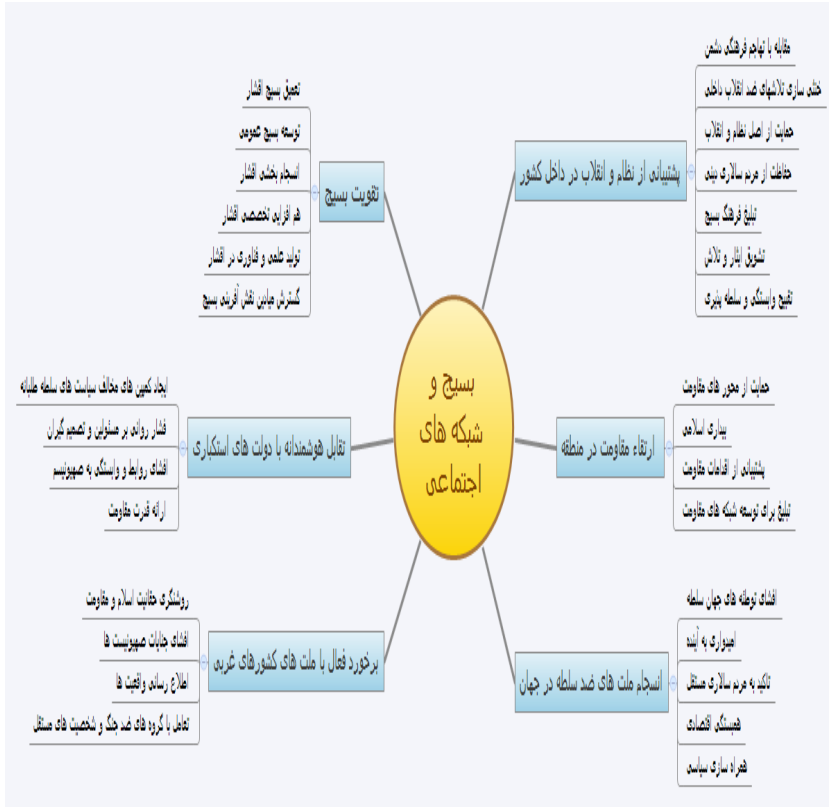 بسیج و
شبکه های
اجتماعی
پشتیبانی از نظام و انقلاب در داخل کشور
مقابله با تهاجم فرهنگی دشمن
خنثی سازی تلاشهای ضد انقلاب داخلی
حمایت از اصل نظام و انقلاب
حفاظت از مردم سالاری دینی
تبلیغ فرهنگ بسیج
تشویق ایثار و تلاش
تقبیح وابستگی و سلطه پذیری
ارتقاء مقاومت در منطقه
حمایت از محور های مقاومت
بیداری اسلامی
پشتیبانی از اقدامات مقاومت
تبلیغ برای توسعه شبکه های مقاومت
انسجام ملت های ضد سلطه در جهان
افشای توطئه های جهان سلطه
امیدواری به آینده
تاکید به مردم سالاری مستقل
همبستگی اقتصادی
همراه سازی سیاسی
برخورد فعال با ملت های کشورهای غربی
روشنگری حقانیت اسلام و مقاومت
افشای جنایات صهیونیست ها
اطلاع رسانی واقعیت ها
تعامل با گروه های ضد جنگ و شخصیت های مستقل
تقابل هوشمندانه با دولت های استکباری
ایجاد کمپین های مخالف سیاست های سلطه طلبانه
فشار روانی بر مسئولین و تصمیم گیران
افشای روابط و وابستگی به صهیونیسم
ارائه قدرت مقاومت
تقویت بسیج
تعمیق بسیج اقشار
توسعه بسیج عمومی
انسجام بخشی اقشار
هم افزایی تخصصی اقشار
تولید علمی و فناوری در اقشار
گسترش میادین نقش آفرینی بسیج